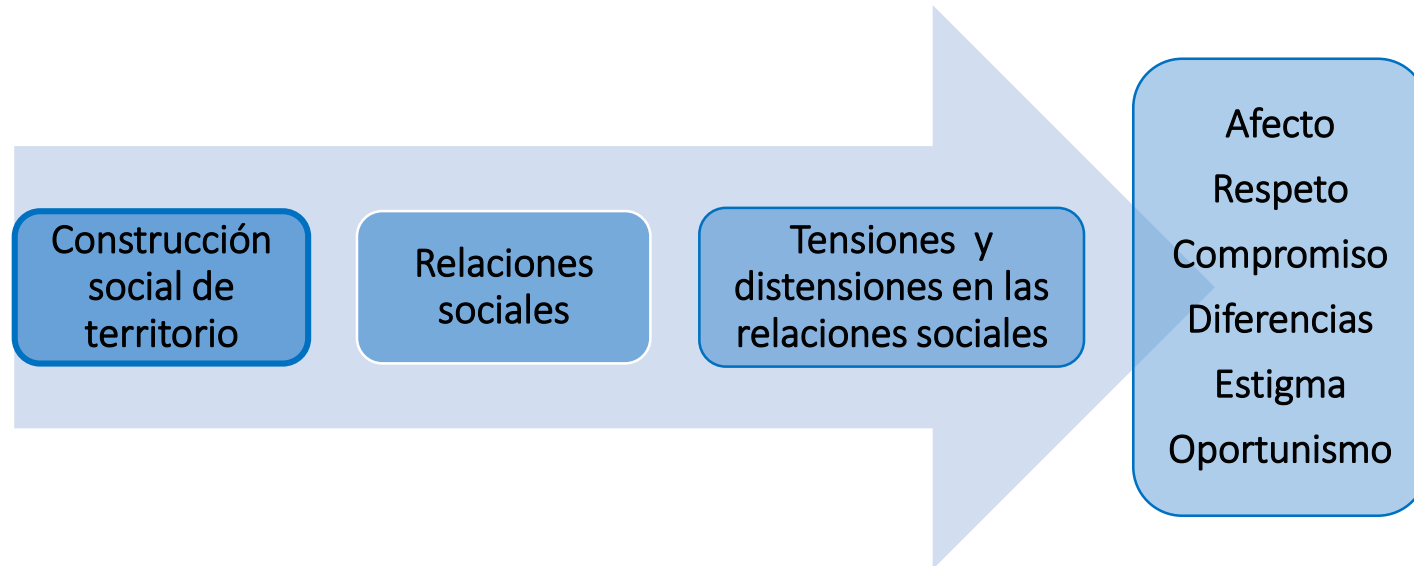 Construcción
social de
territorio
Relaciones
sociales
Tensiones y
distensiones en las
relaciones sociales
Afecto
Respeto
Compromiso
Diferencias
Estigma
Oportunismo